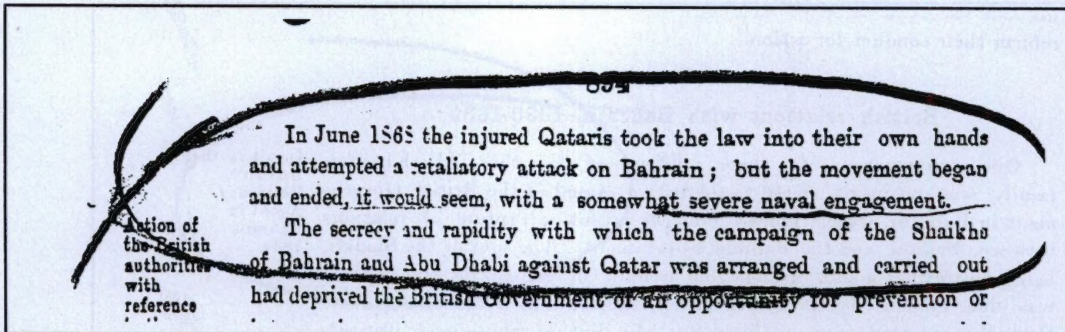 894
In June 1868 the injured Qataris took the law into their own hands
and attempted a retaliatory attack on Bahrain; but the movement began
and ended, it would seem, with a somewhat severe naval engagement.
The secrecy and rapidity with which the campaign of the Shaikhs
of Bahrain and Abu Dhabi against Qatar was arranged and carried out
had deprived the British Government of an opportunity for prevention or
Action of
the British
authorities
with
reference